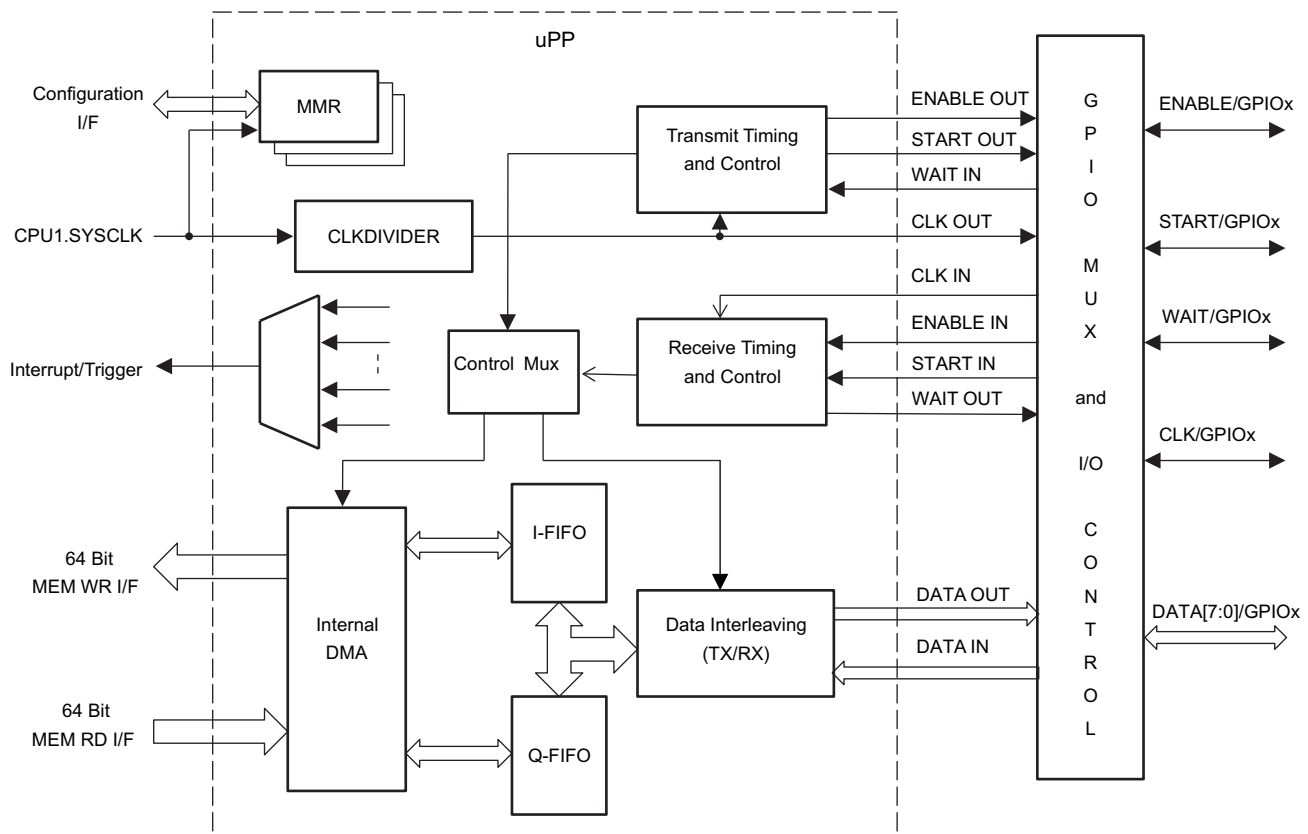 uPP
Configuration
I/F
MMR
CPU1.SYSCLK
CLKDIVIDER
Transmit Timing
and Control
ENABLE OUT
START OUT
WAIT IN
CLK OUT
CLK IN
ENABLE IN
START IN
WAIT OUT
Interrupt/Trigger
Control Mux
Receive Timing
and Control
64 Bit
MEM WR I/F
64 Bit
MEM RD I/F
Internal
DMA
I-FIFO
Q-FIFO
Data Interleaving
(TX/RX)
DATA OUT
DATA IN
G
P
I
O
M
U
X
and
I/O
C
O
N
T
R
O
L
ENABLE/GPIOx
START/GPIOx
WAIT/GPIOx
CLK/GPIOx
DATA[7:0]/GPIOx